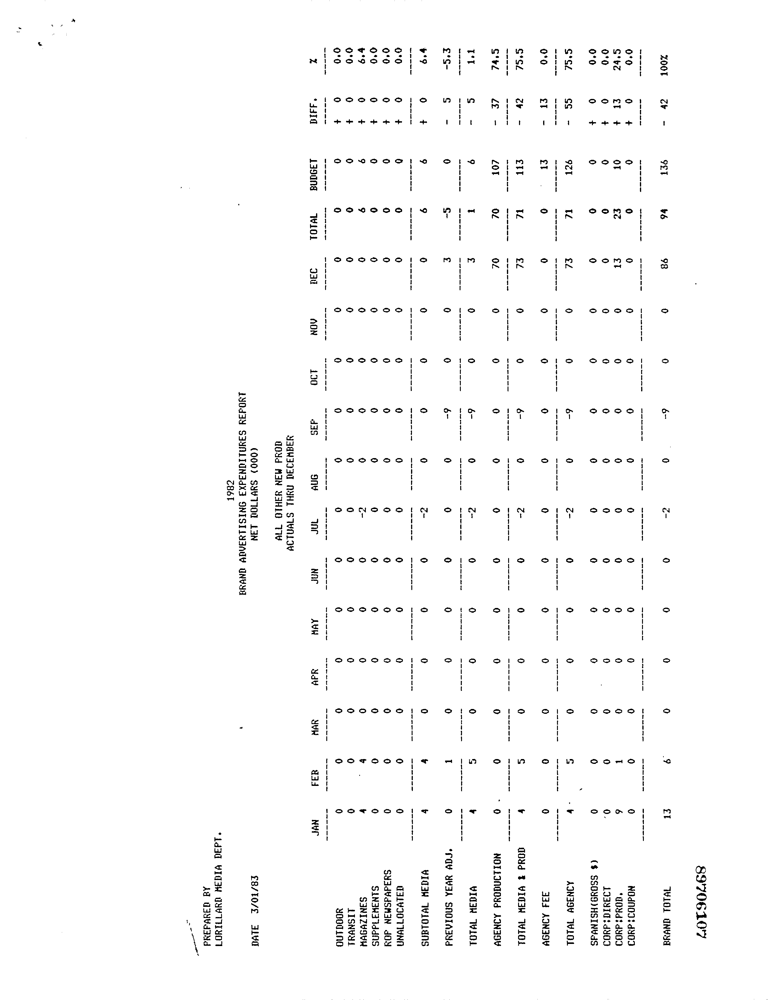 PREPARED BY
LORILLARD MEDIA DEPT.
1982
BRAND ADVERTISING EXPENDITURES REPORT
DATE 3/01/83 NET DOLLARS (000)
ALL OTHER NEW PROD
ACTUALS THRU DECEMBER
JAN FEB MAR APR MAY JUN JUL AUG SEP OCT NOV DEC TOTAL BUDGET DIFF. %
OUTDOOR 0 0 0 0 0 0 0 0 0 0 0 0 0 0 + 0 0.0
TRANSIT 0 0 0 0 0 0 0 0 0 0 0 0 0 0 + 0 0.0
MAGAZINES 4 4 0 0 0 0 -2 0 0 0 0 0 6 6 + 0 6.4
SUPPLEMENTS 0 0 0 0 0 0 0 0 0 0 0 0 0 0 + 0 0.0
ROP NEWSPAPERS 0 0 0 0 0 0 0 0 0 0 0 0 0 0 + 0 0.0
UNALLOCATED 0 0 0 0 0 0 0 0 0 0 0 0 0 0 + 0 0.0
SUBTOTAL MEDIA 4 4 0 0 0 0 -2 0 0 0 0 0 6 6 + 0 6.4
PREVIOUS YEAR ADJ. 0 1 0 0 0 0 0 0 -9 0 0 3 -5 0 - 5 -5.3
TOTAL MEDIA 4 5 0 0 0 0 -2 0 -9 0 0 3 1 6 - 5 1.1
AGENCY PRODUCTION 0 0 0 0 0 0 0 0 0 0 0 70 70 107 - 37 74.5
TOTAL MEDIA & PROD 4 5 0 0 0 0 -2 0 -9 0 0 73 71 113 - 42 75.5
AGENCY FEE 0 0 0 0 0 0 0 0 0 0 0 0 0 13 - 13 0.0
TOTAL AGENCY 4 5 0 0 0 0 -2 0 -9 0 0 73 71 126 - 55 75.5
SPANISH(GROSS $) 0 0 0 0 0 0 0 0 0 0 0 0 0 0 + 0 0.0
CORP:DIRECT 0 0 0 0 0 0 0 0 0 0 0 0 0 0 + 0 0.0
CORP:PROD. 9 1 0 0 0 0 0 0 0 0 0 13 23 10 + 13 24.5
CORP:COUPON 0 0 0 0 0 0 0 0 0 0 0 0 0 0 + 0 0.0
BRAND TOTAL 13 6 0 0 0 0 -2 0 -9 0 0 86 94 136 - 42 100%
89706107